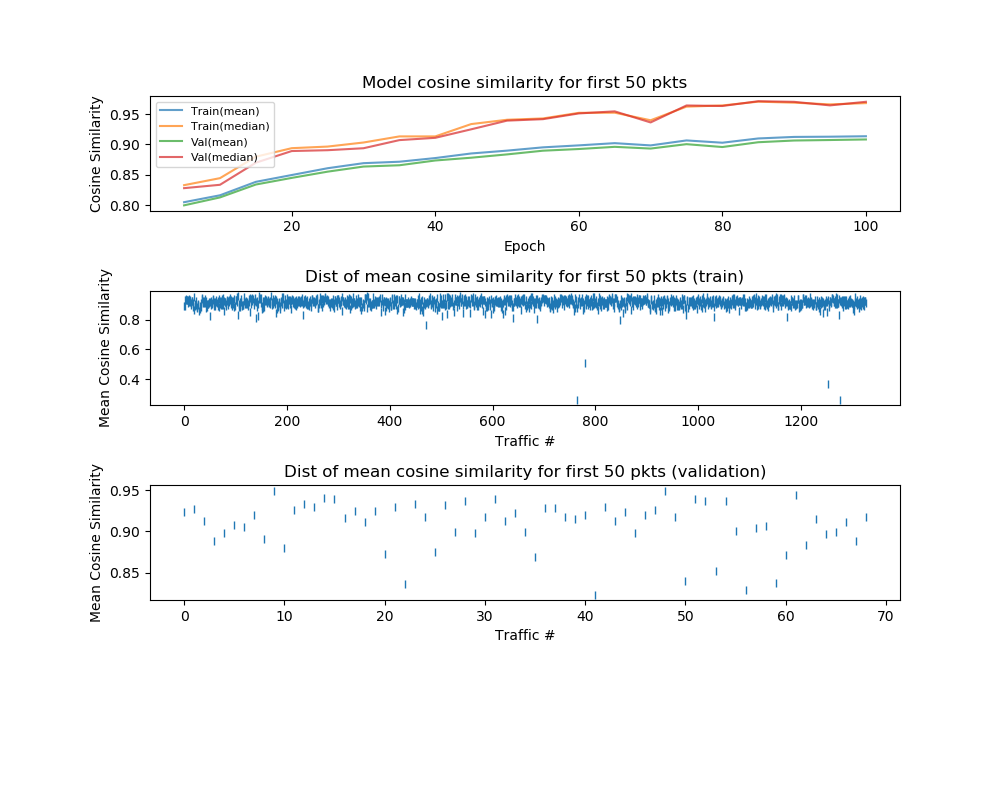 Model cosine similarity for first 50 pkts
Cosine Similarity
0.95
0.90
0.85
0.80
Train(mean)
Train(median)
Val(mean)
Val(median)
20 40 60 80 100
Epoch
Dist of mean cosine similarity for first 50 pkts (train)
Mean Cosine Similarity
0.8
0.6
0.4
0 200 400 600 800 1000 1200
Traffic #
Dist of mean cosine similarity for first 50 pkts (validation)
Mean Cosine Similarity
0.95
0.90
0.85
0 10 20 30 40 50 60 70
Traffic #